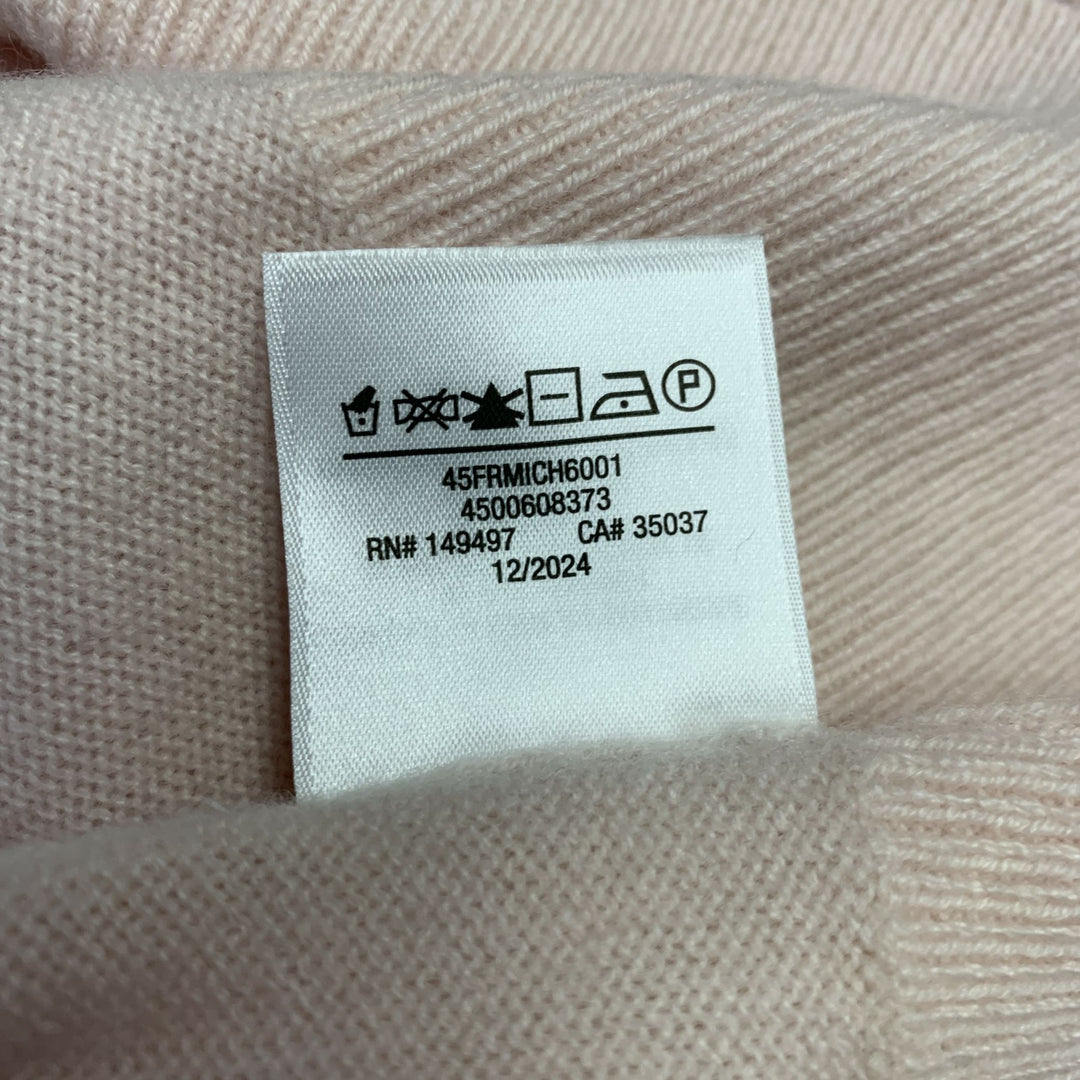 P
45FRMICH6001
4500608373
RN# 149497 CA# 35037
12/2024